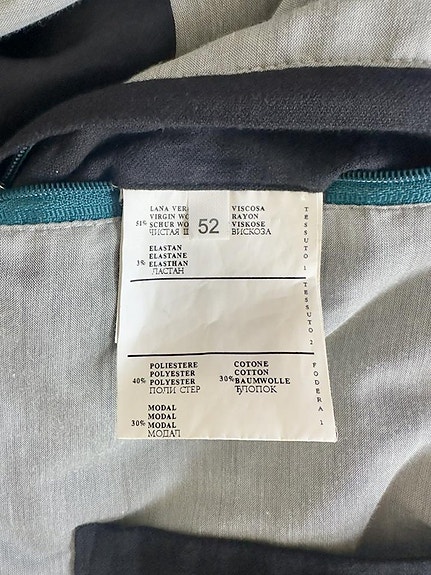 LANA VER VISCOSA
VIRGIN WO RAYON
51% SCHUR WO VISKOSE
ЧИСТАЯ Ш ВИСКОЗА
52
ELASTAN
ELASTANE
3% ELASTHAN
ЛАСТАН
TESSUTO 1
TESSUTO 2
POLIESTERE COTONE
POLYESTER COTTON
40% POLYESTER 30% BAUMWOLLE
ПОЛИ СТЕР ЂЛОПОК
MODAL
MODAL
30% MODAL
МОДАЛ
FODERA 1